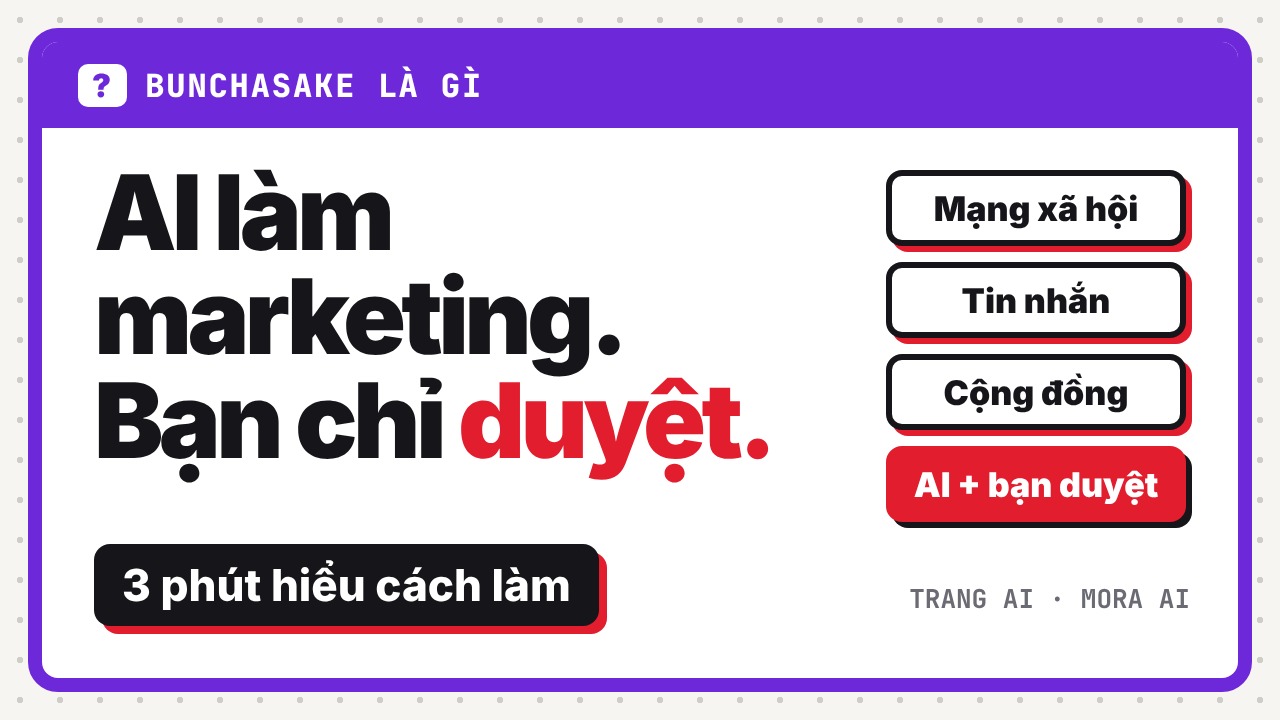 ?
BUNCHASAKE LÀ GÌ
AI làm
marketing.
Bạn chỉ duyệt.
3 phút hiểu cách làm
Mạng xã hội
Tin nhắn
Cộng đồng
AI + bạn duyệt
TRANG AI · MORA AI